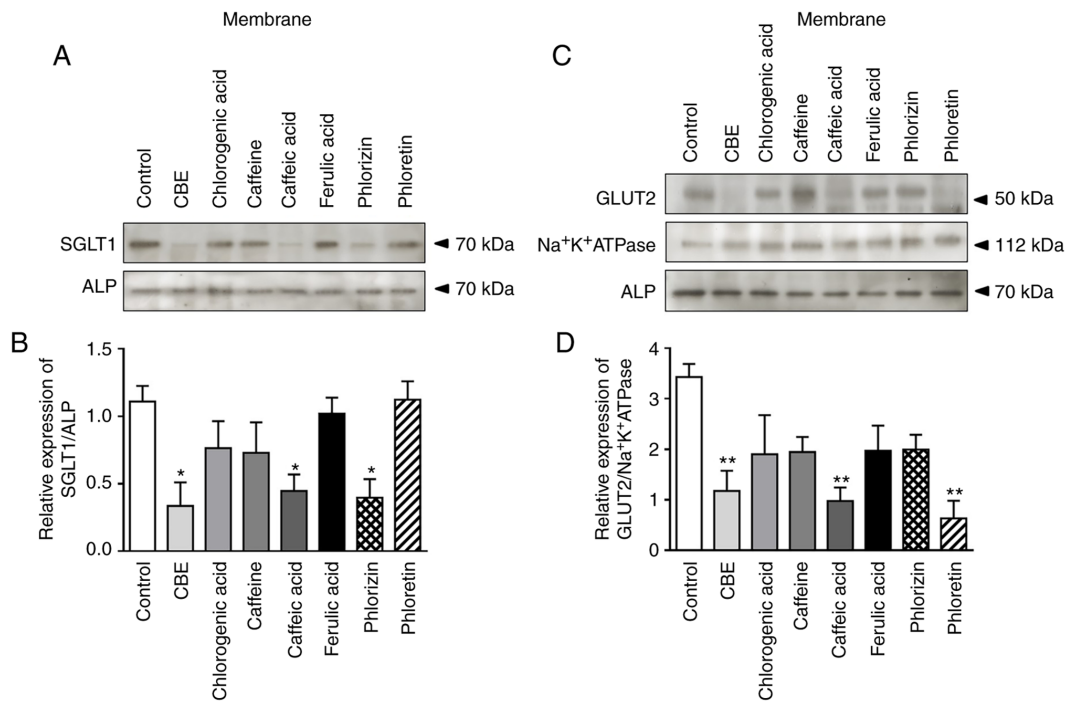 Membrane
A
Control
CBE
Chlorogenic acid
Caffeine
Caffeic acid
Ferulic acid
Phlorizin
Phloretin
SGLT1
70 kDa
ALP
70 kDa
B
Relative expression of
SGLT1/ALP
1.5
1.0
0.5
0.0
*
*
*
Control
CBE
Chlorogenic acid
Caffeine
Caffeic acid
Ferulic acid
Phlorizin
Phloretin
Membrane
C
Control
CBE
Chlorogenic acid
Caffeine
Caffeic acid
Ferulic acid
Phlorizin
Phloretin
GLUT2
50 kDa
Na⁺K⁺ATPase
112 kDa
ALP
70 kDa
D
Relative expression of
GLUT2/Na⁺K⁺ATPase
4
3
2
1
0
**
**
**
Control
CBE
Chlorogenic acid
Caffeine
Caffeic acid
Ferulic acid
Phlorizin
Phloretin